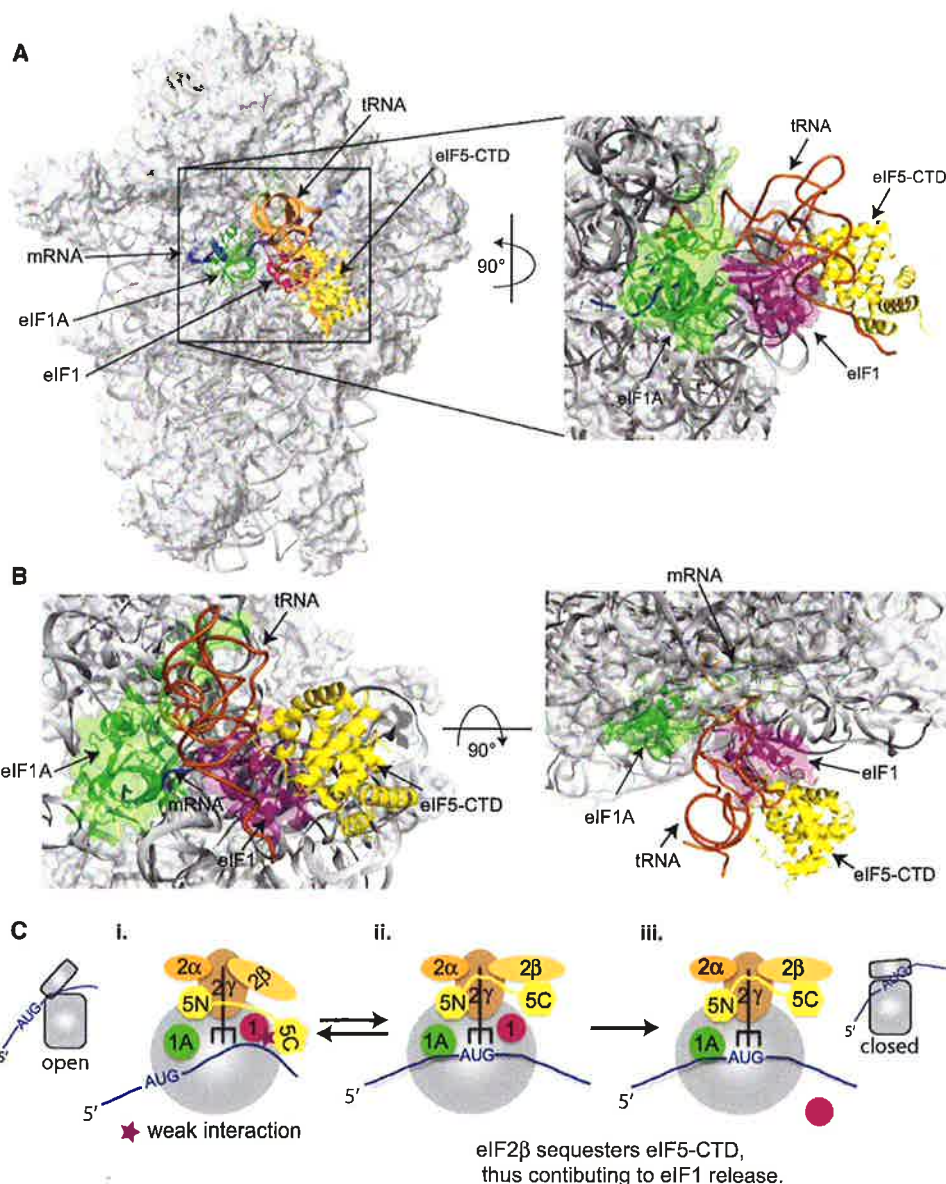 A
tRNA
eIF5-CTD
mRNA
eIF1A
eIF1
90°
tRNA
eIF5-CTD
eIF1A
eIF1
B
tRNA
eIF1A
mRNA
eIF1
eIF5-CTD
90°
mRNA
eIF1
eIF1A
tRNA
eIF5-CTD
C
i.
ii.
iii.
AUG
5'
open
2α
2γ
2β
5N
5C
1A
1
AUG
5'
weak interaction
2α
2γ
2β
5N
5C
1A
1
AUG
5'
2α
2γ
2β
5N
5C
1A
AUG
5'
AUG
5'
closed
eIF2β sequesters eIF5-CTD,
thus contibuting to eIF1 release.